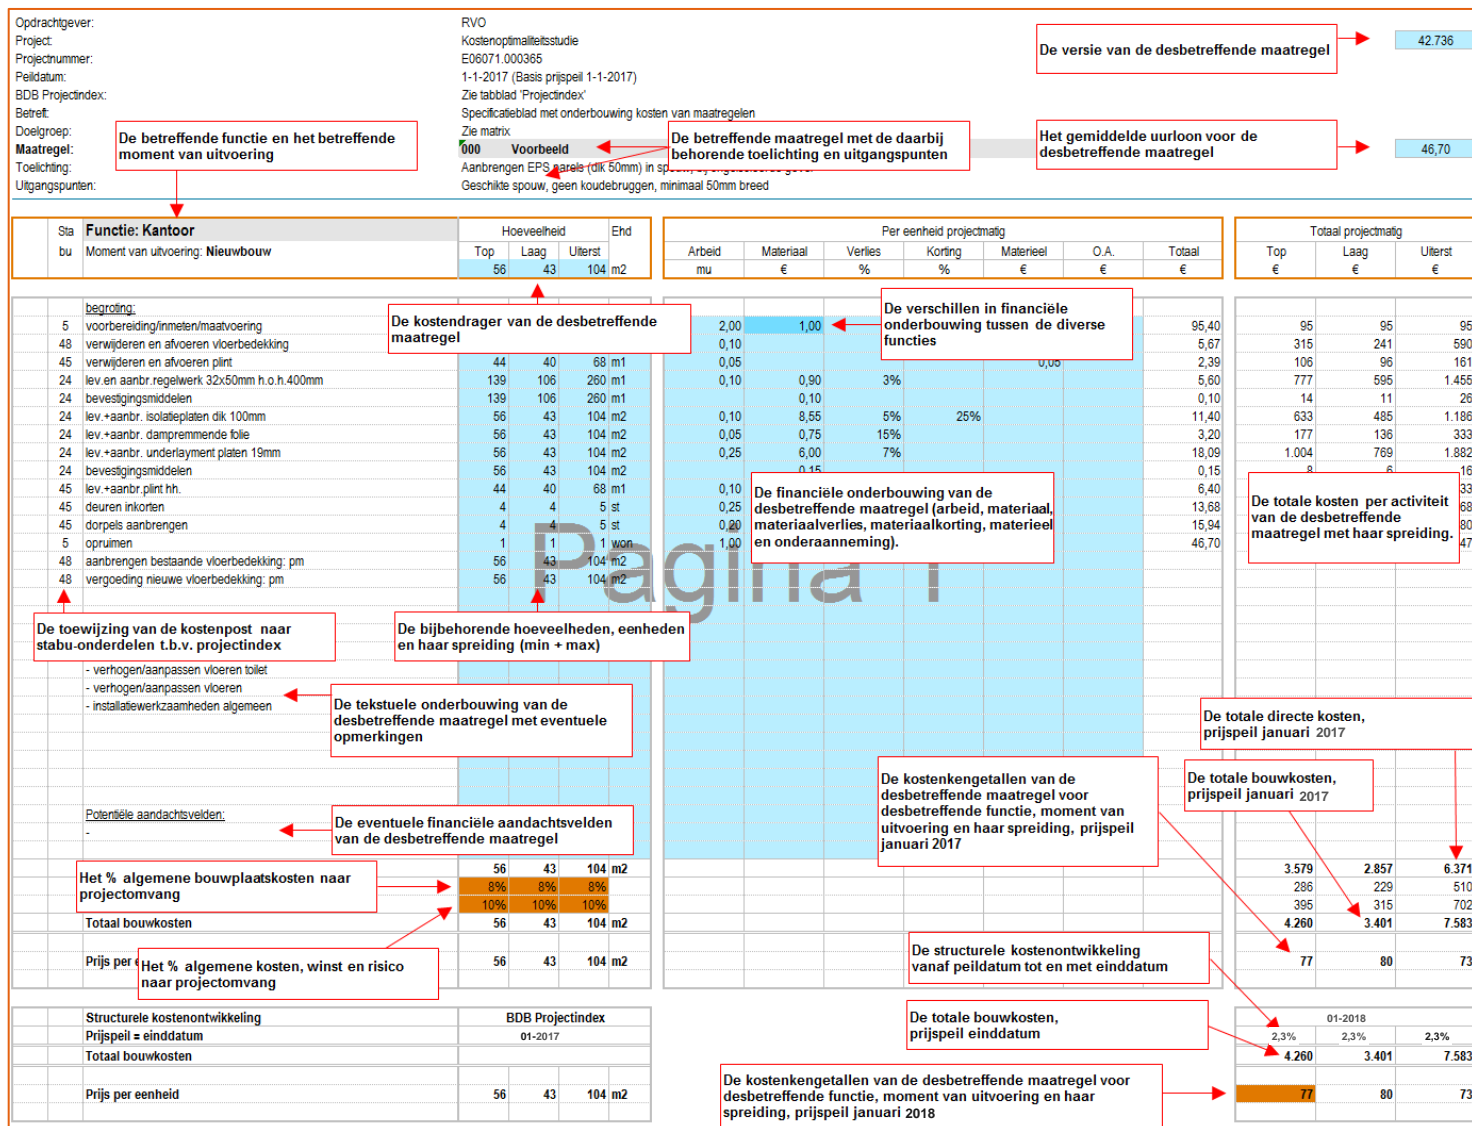 Opdrachtgever: RVO
Project: Kostenoptimaliteitsstudie
Projectnummer: E06071.000365
Peildatum: 1-1-2017 (Basis prijspeil 1-1-2017)
BDB Projectindex: Zie tabblad 'Projectindex'
Betreft: Specificatieblad met onderbouwing kosten van maatregelen
Doelgroep: Zie matrix
Maatregel: 000 Voorbeeld
Toelichting: Aanbrengen EPS parels (dik 50mm) in
Uitgangspunten: Geschikte spouw, geen koudebruggen, minimaal 50mm breed
De versie van de desbetreffende maatregel
42.736
De betreffende functie en het betreffende
moment van uitvoering
De betreffende maatregel met de daarbij
behorende toelichting en uitgangspunten
Het gemiddelde uurloon voor de
desbetreffende maatregel
46,70
Sta Functie: Kantoor Hoeveelheid Ehd Per eenheid projectmatig Totaal projectmatig
bu Moment van uitvoering: Nieuwbouw Top Laag Uiterst Arbeid Materiaal Verlies Korting Materieel O.A. Totaal Top Laag Uiterst
56 43 104 m2 mu € % % € € € € € €
begroting:
5 voorbereiding/inmeten/maatvoering 2,00 1,00 95,40 95 95 95
48 verwijderen en afvoeren vloerbedekking 0,10 5,67 315 241 590
45 verwijderen en afvoeren plint 44 40 68 m1 0,05 0,05 2,39 106 96 161
24 lev.en aanbr.regelwerk 32x50mm h.o.h.400mm 139 106 260 m1 0,10 0,90 3% 5,60 777 595 1.455
24 bevestigingsmiddelen 139 106 260 m1 0,10 0,10 14 11 26
24 lev.+aanbr. isolatieplaten dik 100mm 56 43 104 m2 0,10 8,55 5% 25% 11,40 633 485 1.186
24 lev.+aanbr. dampremmende folie 56 43 104 m2 0,05 0,75 15% 3,20 177 136 333
24 lev.+aanbr. underlayment platen 19mm 56 43 104 m2 0,25 6,00 7% 18,09 1.004 769 1.882
24 bevestigingsmiddelen 56 43 104 m2 0,15 0,15 8 6 16
45 lev.+aanbr.plint hh. 44 40 68 m1 0,10 6,40 33
45 deuren inkorten 4 4 5 st 0,25 13,68 68
45 dorpels aanbrengen 4 4 5 st 0,20 15,94 80
5 opruimen 1 1 1 won 1,00 46,70 47
48 aanbrengen bestaande vloerbedekking: pm 56 43 104 m2
48 vergoeding nieuwe vloerbedekking: pm 56 43 104 m2
De kostendrager van de desbetreffende
maatregel
De verschillen in financiële
onderbouwing tussen de diverse
functies
De financiële onderbouwing van de
desbetreffende maatregel (arbeid, materiaal,
materiaalverlies, materiaalkorting, materieel
en onderaanneming).
De totale kosten per activiteit
van de desbetreffende
maatregel met haar spreiding.
Pagina 1
De toewijzing van de kostenpost naar
stabu-onderdelen t.b.v. projectindex
De bijbehorende hoeveelheden, eenheden
en haar spreiding (min + max)
- verhogen/aanpassen vloeren toilet
- verhogen/aanpassen vloeren
- installatiewerkzaamheden algemeen
De tekstuele onderbouwing van de
desbetreffende maatregel met eventuele
opmerkingen
De totale directe kosten,
prijspeil januari 2017
De totale bouwkosten,
prijspeil januari 2017
De kostenkengetallen van de
desbetreffende maatregel voor
desbetreffende functie, moment van
uitvoering en haar spreiding, prijspeil
januari 2017
Potentiële aandachtsvelden:
-
De eventuele financiële aandachtsvelden
van de desbetreffende maatregel
Het % algemene bouwplaatskosten naar
projectomvang
56 43 104 m2 3.579 2.857 6.371
8% 8% 8% 286 229 510
10% 10% 10% 395 315 702
Totaal bouwkosten 56 43 104 m2 4.260 3.401 7.583
Prijs per 56 43 104 m2 77 80 73
Het % algemene kosten, winst en risico
naar projectomvang
De structurele kostenontwikkeling
vanaf peildatum tot en met einddatum
Structurele kostenontwikkeling BDB Projectindex 01-2018
Prijspeil = einddatum 01-2017 2,3% 2,3% 2,3%
Totaal bouwkosten 4.260 3.401 7.583
Prijs per eenheid 56 43 104 m2 77 80 73
De totale bouwkosten,
prijspeil einddatum
De kostenkengetallen van de desbetreffende maatregel voor
desbetreffende functie, moment van uitvoering en haar
spreiding, prijspeil januari 2018